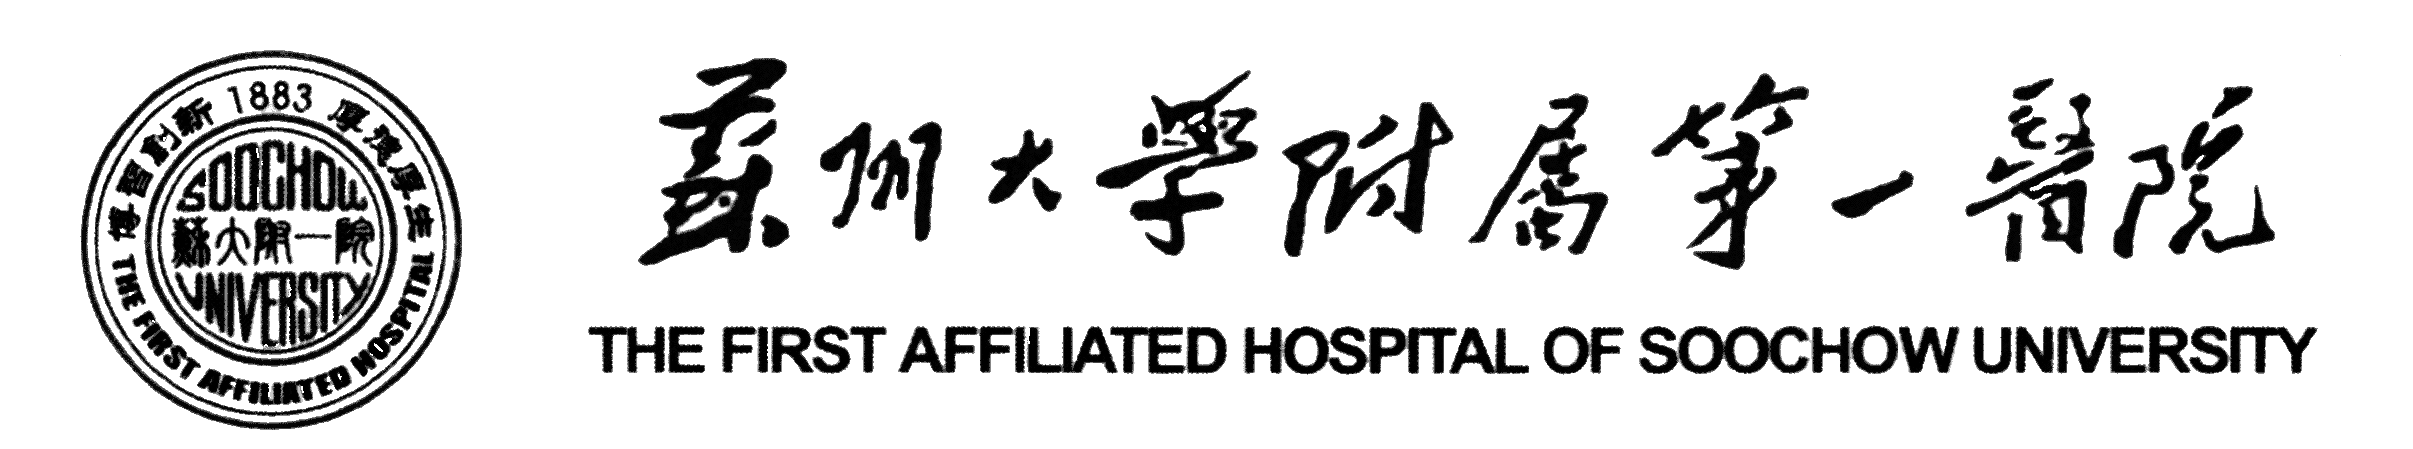 1883
博習創新 厚德厚生
SOOCHOW
蘇大附一院
UNIVERSITY
THE FIRST AFFILIATED HOSPITAL
蘇州大學附屬第一醫院
THE FIRST AFFILIATED HOSPITAL OF SOOCHOW UNIVERSITY